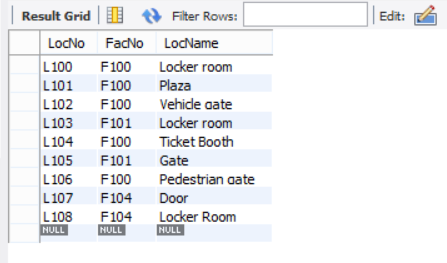 Result Grid Filter Rows: Edit:
LocNo FacNo LocName
L100 F100 Locker room
L101 F100 Plaza
L102 F100 Vehicle gate
L103 F101 Locker room
L104 F100 Ticket Booth
L105 F101 Gate
L106 F100 Pedestrian gate
L107 F104 Door
L108 F104 Locker Room
NULL NULL NULL